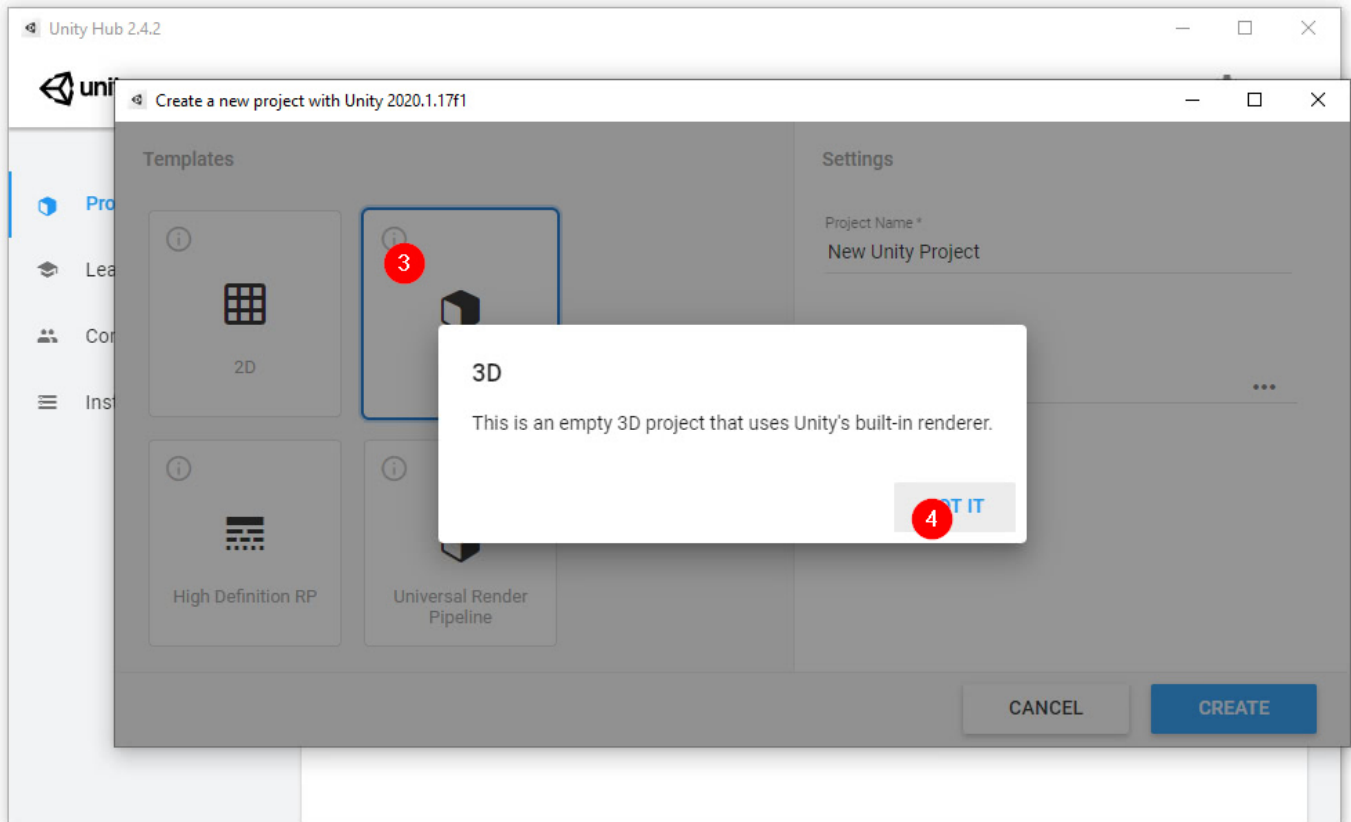 Unity Hub 2.4.2
Create a new project with Unity 2020.1.17f1
Templates
Settings
Project Name *
New Unity Project
3
2D
3D
This is an empty 3D project that uses Unity's built-in renderer.
4
IT
High Definition RP
Universal Render
Pipeline
CANCEL
CREATE